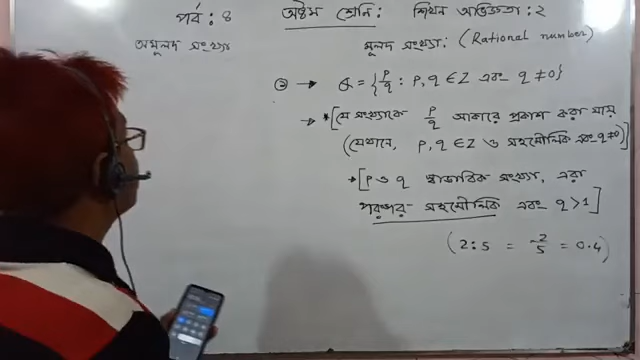 পর্ব: ৪ অষ্টম শ্রেনি: শিখন অভিজ্ঞতা: ২
অমূলদ সংখ্যা মূলদ সংখ্যা: (Rational number)
→ Q = {p/q : p, q ∈ Z এবং q ≠ 0}
→ *[যে সংখ্যাকে p/q আকারে প্রকাশ করা যায়
(যেখানে, p, q ∈ Z ও সহমৌলিক এবং q≠0)]
*[p ও q স্বাভাবিক সংখ্যা, এরা
পরস্পর সহমৌলিক এবং q > 1]
(2:5 = 2/5 = 0.4)